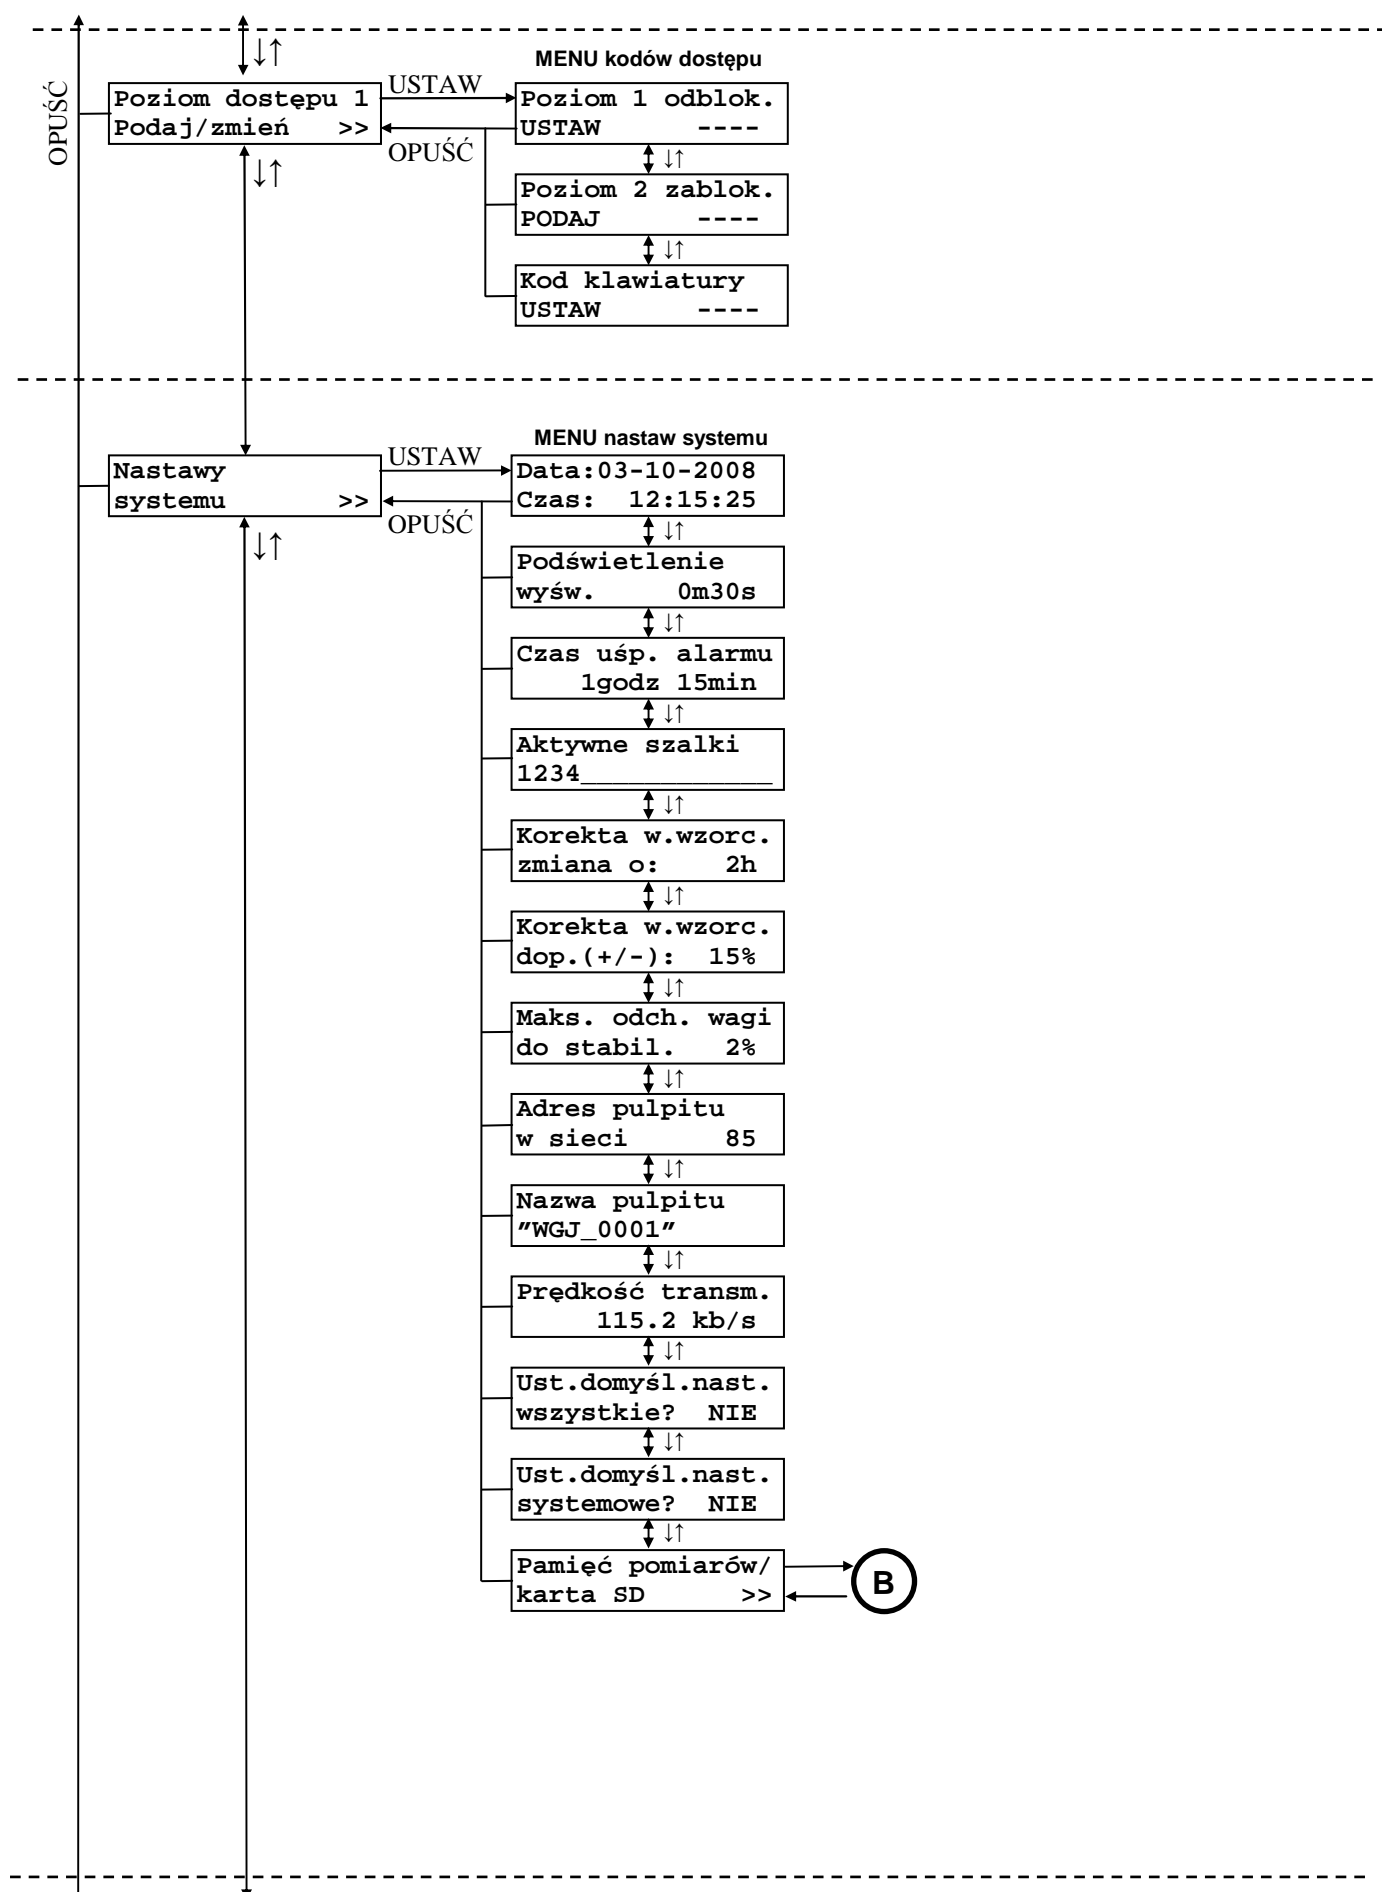 ↓↑
MENU kodów dostępu
OPUŚĆ
Poziom dostępu 1
Podaj/zmień >>
USTAW
OPUŚĆ
↓↑
Poziom 1 odblok.
USTAW ----
↓↑
Poziom 2 zablok.
PODAJ ----
↓↑
Kod klawiatury
USTAW ----
MENU nastaw systemu
Nastawy
systemu >>
USTAW
OPUŚĆ
↓↑
Data:03-10-2008
Czas: 12:15:25
↓↑
Podświetlenie
wyśw. 0m30s
↓↑
Czas uśp. alarmu
1godz 15min
↓↑
Aktywne szalki
1234____________
↓↑
Korekta w.wzorc.
zmiana o: 2h
↓↑
Korekta w.wzorc.
dop.(+/-): 15%
↓↑
Maks. odch. wagi
do stabil. 2%
↓↑
Adres pulpitu
w sieci 85
↓↑
Nazwa pulpitu
"WGJ_0001"
↓↑
Prędkość transm.
115.2 kb/s
↓↑
Ust.domyśl.nast.
wszystkie? NIE
↓↑
Ust.domyśl.nast.
systemowe? NIE
↓↑
Pamięć pomiarów/
karta SD >>
B